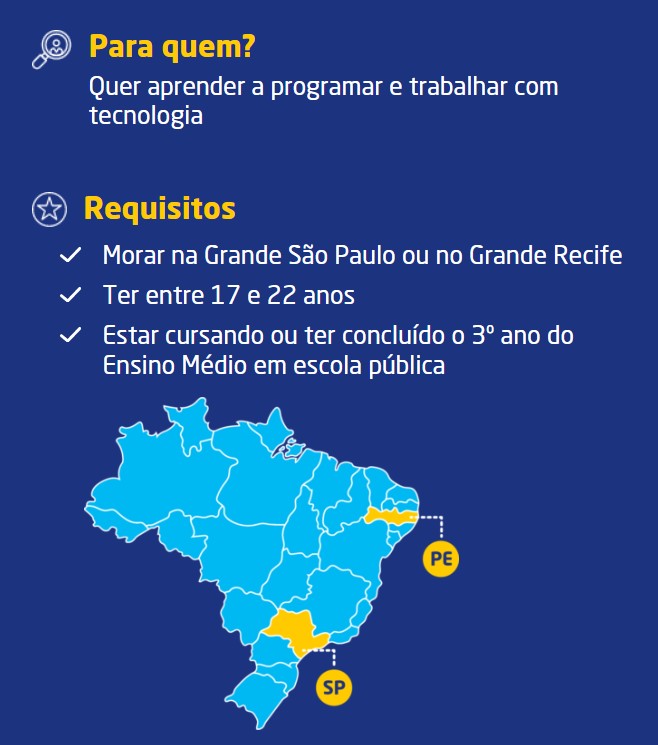 Para quem?
Quer aprender a programar e trabalhar com
tecnologia
Requisitos
Morar na Grande São Paulo ou no Grande Recife
Ter entre 17 e 22 anos
Estar cursando ou ter concluído o 3º ano do
Ensino Médio em escola pública
PE
SP